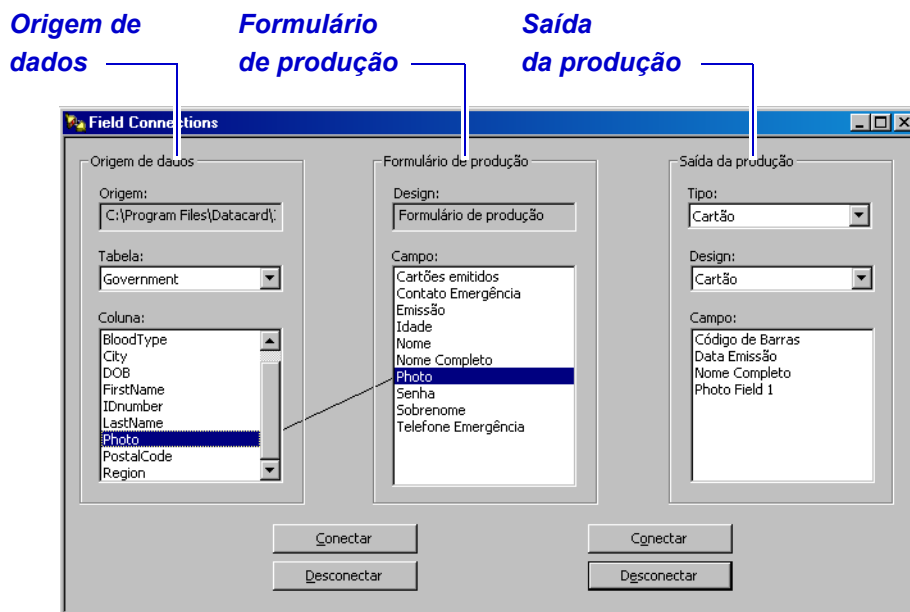 Origem de
dados
Formulário
de produção
Saída
da produção
Field Connections
Origem de dados
Origem:
C:\Program Files\Datacard\
Tabela:
Government
Coluna:
BloodType
City
DOB
FirstName
IDnumber
LastName
Photo
PostalCode
Region
Formulário de produção
Design:
Formulário de produção
Campo:
Cartões emitidos
Contato Emergência
Emissão
Idade
Nome
Nome Completo
Photo
Senha
Sobrenome
Telefone Emergência
Saída da produção
Tipo:
Cartão
Design:
Cartão
Campo:
Código de Barras
Data Emissão
Nome Completo
Photo Field 1
Conectar
Desconectar
Conectar
Desconectar